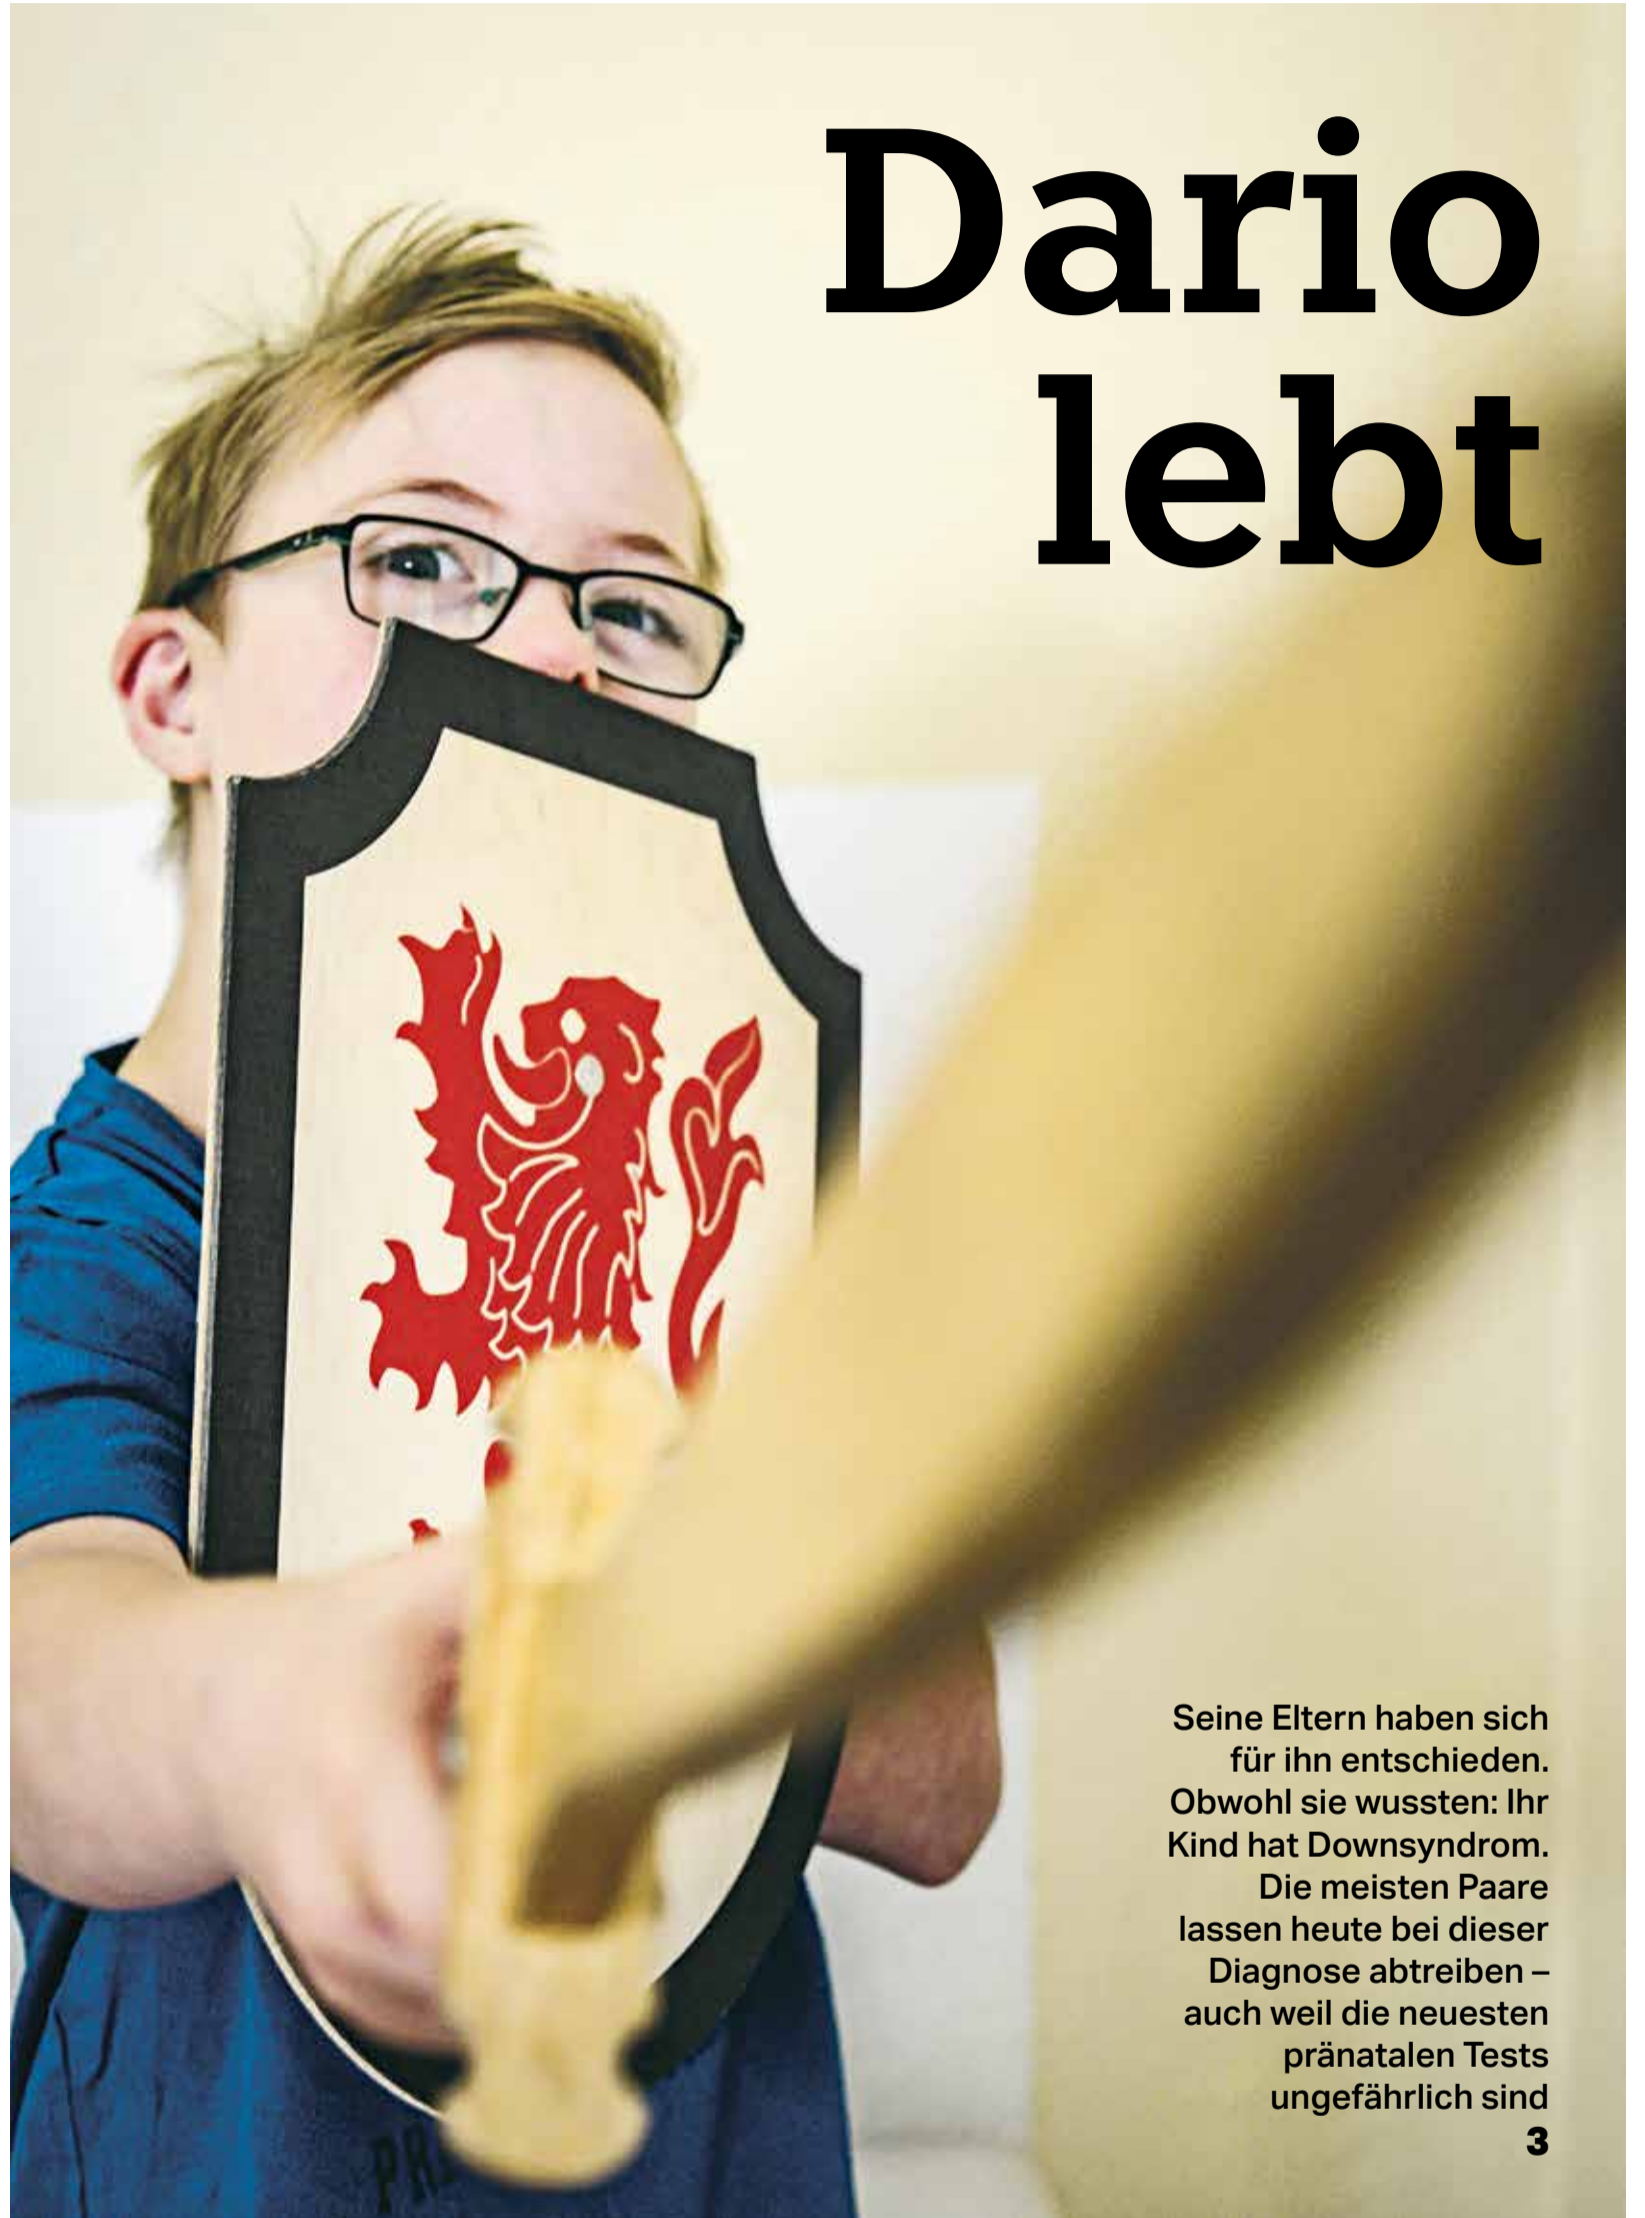 Dario
lebt
Seine Eltern haben sich
für ihn entschieden.
Obwohl sie wussten: Ihr
Kind hat Downsyndrom.
Die meisten Paare
lassen heute bei dieser
Diagnose abtreiben –
auch weil die neuesten
pränatalen Tests
ungefährlich sind
3